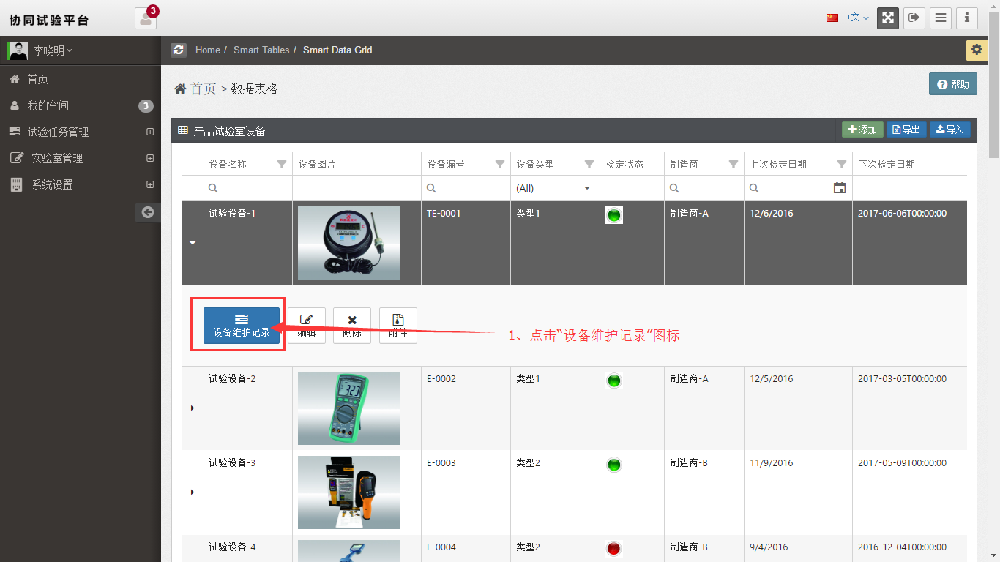 协同试验平台
3
中文
李晓明
Home / Smart Tables / Smart Data Grid
首页
我的空间 3
试验任务管理
实验室管理
系统设置
首页 > 数据表格
帮助
产品试验室设备
添加 导出 导入
设备名称 设备图片 设备编号 设备类型 检定状态 制造商 上次检定日期 下次检定日期
(All)
试验设备-1 TE-0001 类型1 制造商-A 12/6/2016 2017-06-06T00:00:00
设备维护记录 编辑 删除 附件
1、点击“设备维护记录”图标
试验设备-2 E-0002 类型1 制造商-A 12/5/2016 2017-03-05T00:00:00
323
试验设备-3 E-0003 类型2 制造商-B 11/9/2016 2017-05-09T00:00:00
试验设备-4 E-0004 类型2 制造商-B 9/4/2016 2016-12-04T00:00:00